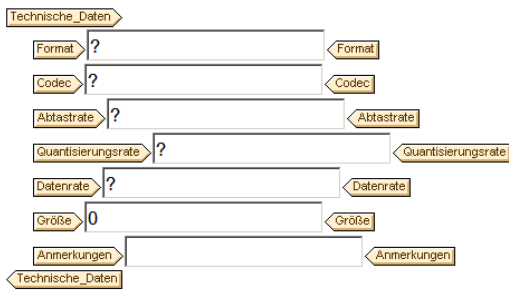 Technische_Daten
Format ? Format
Codec ? Codec
Abtastrate ? Abtastrate
Quantisierungsrate ? Quantisierungsrate
Datenrate ? Datenrate
Größe 0 Größe
Anmerkungen Anmerkungen
Technische_Daten